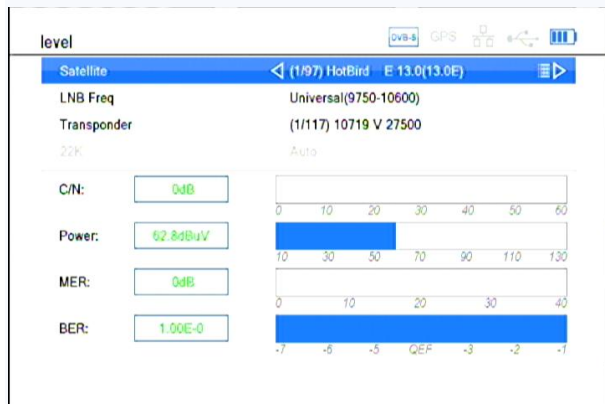 level DVB-S GPS
Satellite (1/97) HotBird E 13.0(13.0E)
LNB Freq Universal(9750-10600)
Transponder (1/117) 10719 V 27500
22K Auto
C/N: 0dB
0 10 20 30 40 50 60
Power: 62.8dBuV
10 30 50 70 90 110 130
MER: 0dB
0 10 20 30 40
BER: 1.00E-0
-7 -6 -5 QEF -3 -2 -1